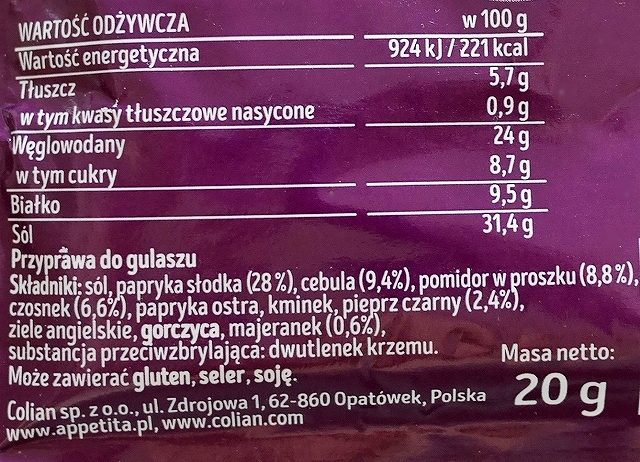 WARTOŚĆ ODŻYWCZA w 100 g
Wartość energetyczna 924 kJ / 221 kcal
Tłuszcz 5,7 g
w tym kwasy tłuszczowe nasycone 0,9 g
Węglowodany 24 g
w tym cukry 8,7 g
Białko 9,5 g
Sól 31,4 g
Przyprawa do gulaszu
Składniki: sól, papryka słodka (28 %), cebula (9,4%), pomidor w proszku (8,8 %),
czosnek (6,6%), papryka ostra, kminek, pieprz czarny (2,4%),
ziele angielskie, gorczyca, majeranek (0,6%),
substancja przeciwzbrylająca: dwutlenek krzemu.
Może zawierać gluten, seler, soję.
Masa netto:
20 g
Colian sp. z o.o., ul. Zdrojowa 1, 62-860 Opatówek, Polska
www.appetita.pl, www.colian.com